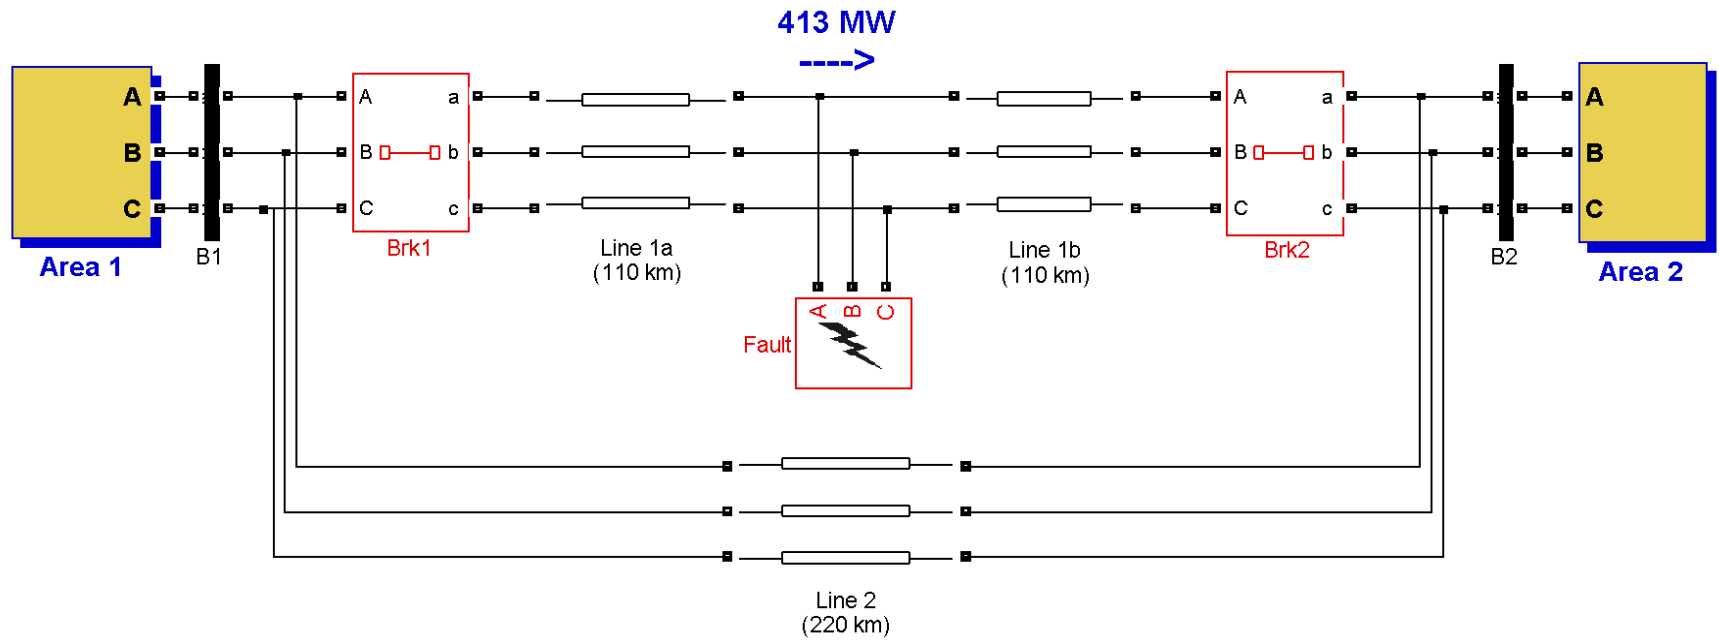 413 MW
---->
A
B
C
Area 1
B1
A a
B b
C c
Brk1
Line 1a
(110 km)
A B C
Fault
Line 1b
(110 km)
A a
B b
C c
Brk2
B2
A
B
C
Area 2
Line 2
(220 km)